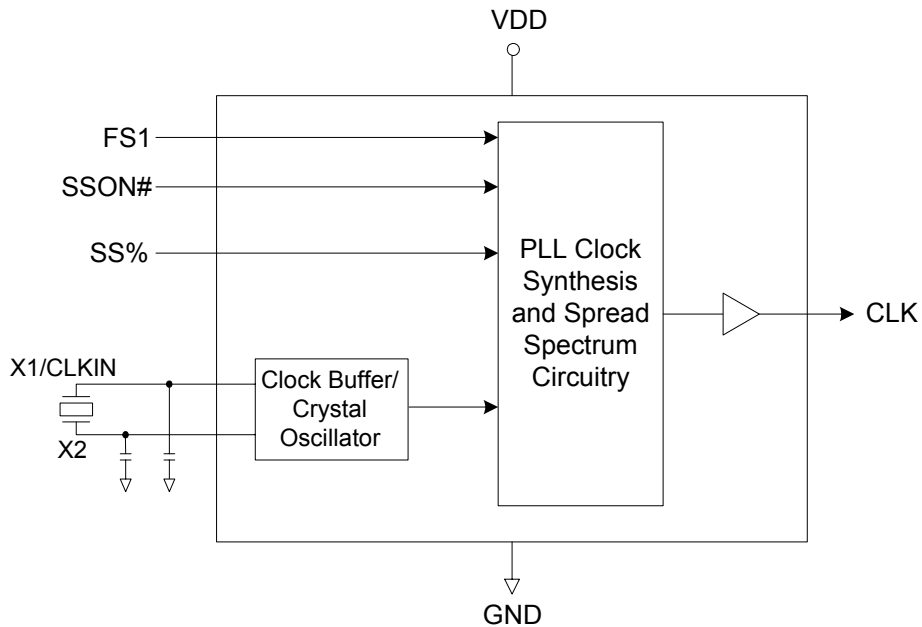 VDD
FS1
SSON#
SS%
PLL Clock
Synthesis
and Spread
Spectrum
Circuitry
CLK
X1/CLKIN
X2
Clock Buffer/
Crystal
Oscillator
GND